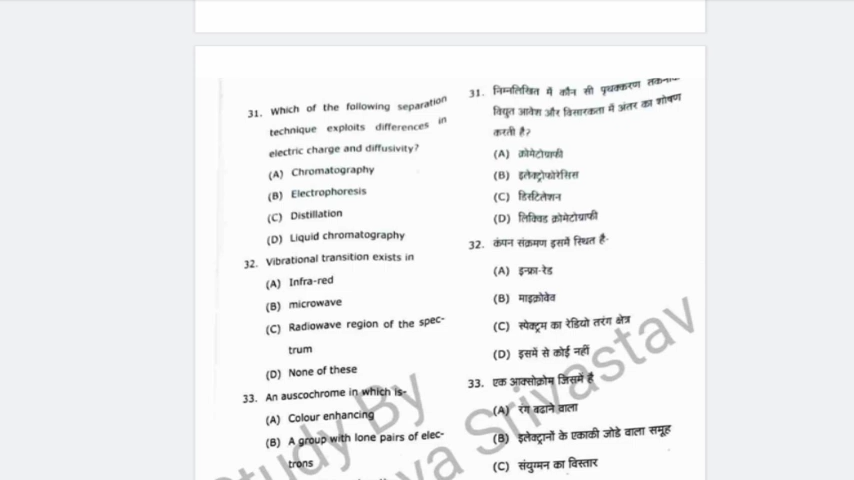 31. Which of the following separation
technique exploits differences in
electric charge and diffusivity?
(A) Chromatography
(B) Electrophoresis
(C) Distillation
(D) Liquid chromatography
32. Vibrational transition exists in
(A) Infra-red
(B) microwave
(C) Radiowave region of the spec-
trum
(D) None of these
33. An auscochrome in which is-
(A) Colour enhancing
(B) A group with lone pairs of elec-
trons
31. निम्नलिखित में कौन सी पृथक्करण
विद्युत आवेश और विसारकता में अंतर का शोषण
करती है?
(A) क्रोमेटोग्राफी
(B) इलेक्ट्रोफोरेसिस
(C) डिस्टिलेशन
(D) लिक्विड क्रोमेटोग्राफी
32. कंपन संक्रमण इसमें स्थित है-
(A) इन्फ्रा-रेड
(B) माइक्रोवेव
(C) स्पेक्ट्रम का रेडियो तरंग क्षेत्र
(D) इसमें से कोई नहीं
33. एक आक्सोक्रोम जिसमें है
(A) रंग बढाने वाला
(B) इलेक्ट्रानों के एकाकी जोडे वाला समूह
(C) संयुग्मन का विस्तार
By
Srivastav